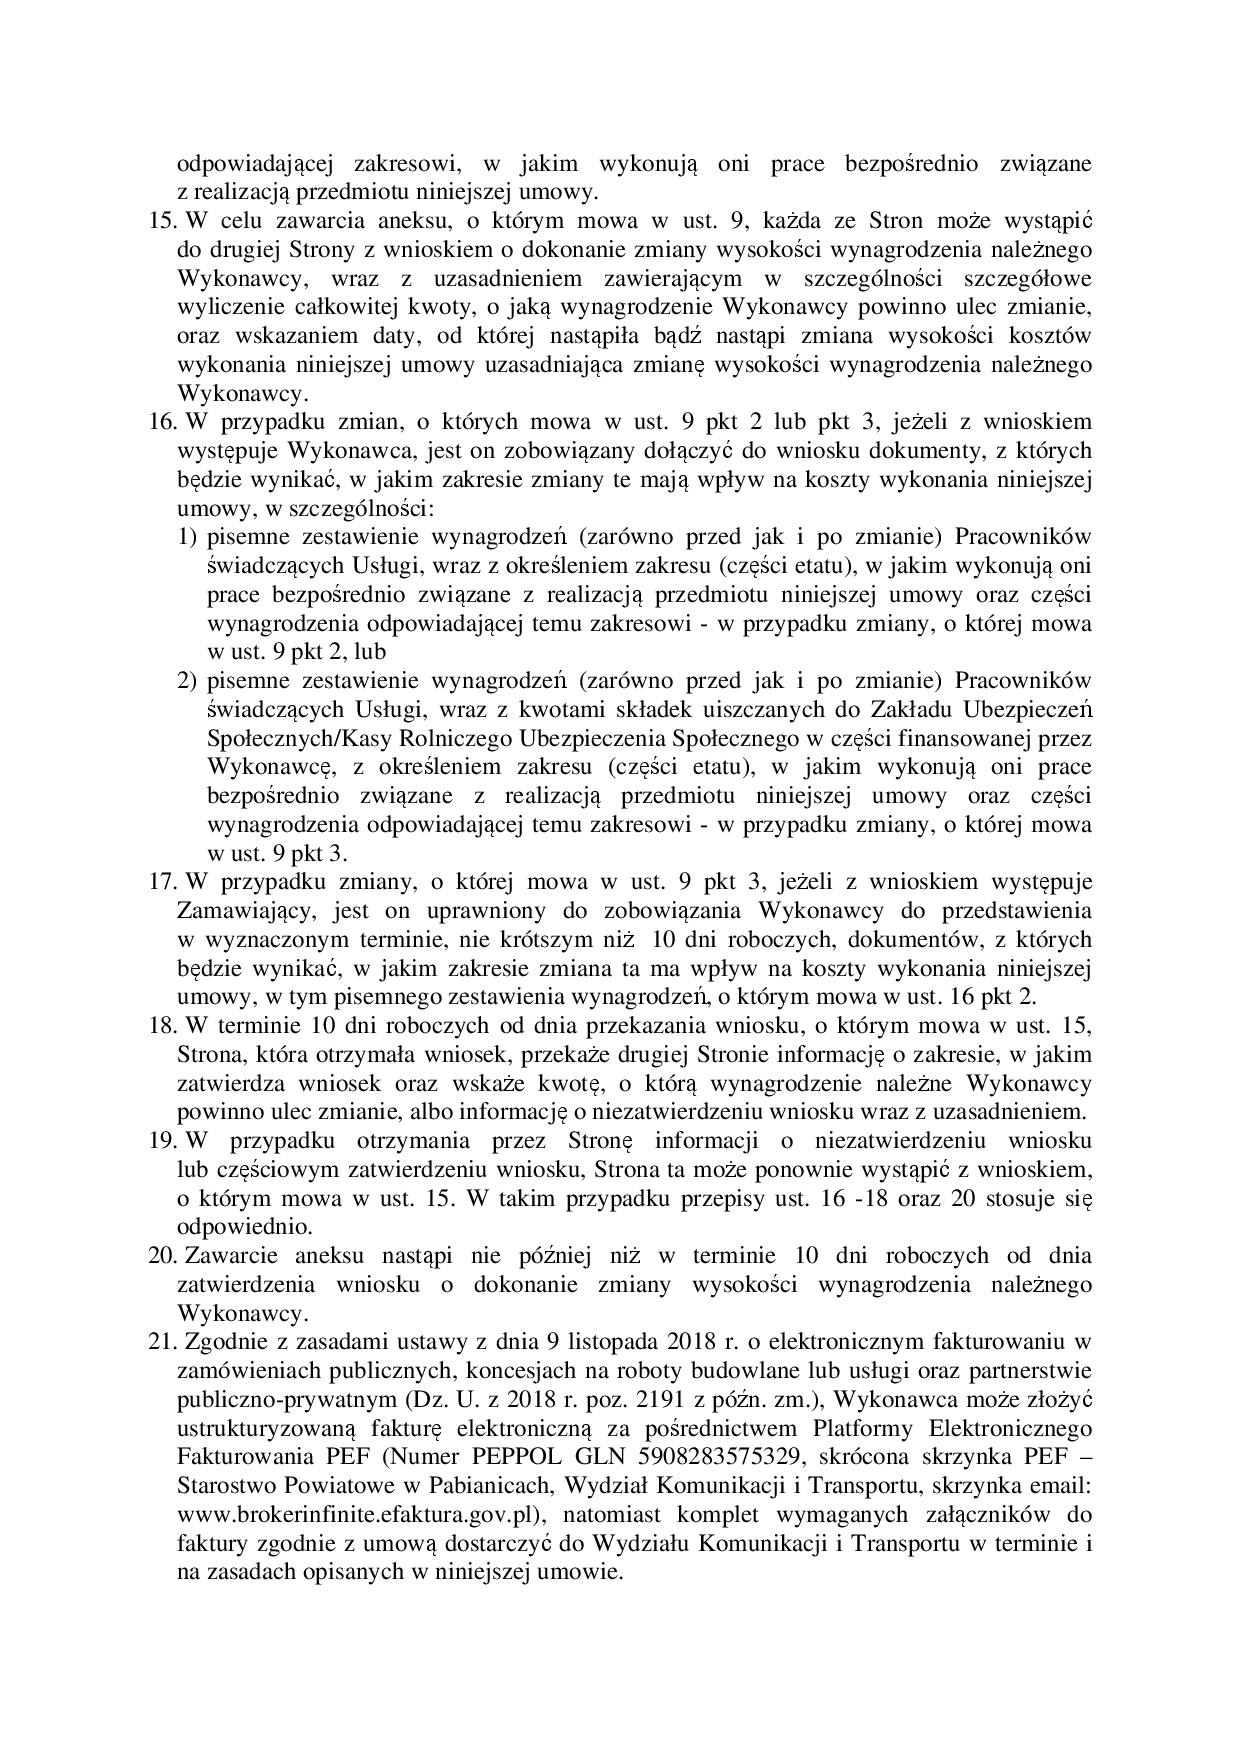 odpowiadającej zakresowi, w jakim wykonują oni prace bezpośrednio związane
z realizacją przedmiotu niniejszej umowy.
15. W celu zawarcia aneksu, o którym mowa w ust. 9, każda ze Stron może wystąpić
do drugiej Strony z wnioskiem o dokonanie zmiany wysokości wynagrodzenia należnego
Wykonawcy, wraz z uzasadnieniem zawierającym w szczególności szczegółowe
wyliczenie całkowitej kwoty, o jaką wynagrodzenie Wykonawcy powinno ulec zmianie,
oraz wskazaniem daty, od której nastąpiła bądź nastąpi zmiana wysokości kosztów
wykonania niniejszej umowy uzasadniająca zmianę wysokości wynagrodzenia należnego
Wykonawcy.
16. W przypadku zmian, o których mowa w ust. 9 pkt 2 lub pkt 3, jeżeli z wnioskiem
występuje Wykonawca, jest on zobowiązany dołączyć do wniosku dokumenty, z których
będzie wynikać, w jakim zakresie zmiany te mają wpływ na koszty wykonania niniejszej
umowy, w szczególności:
1) pisemne zestawienie wynagrodzeń (zarówno przed jak i po zmianie) Pracowników
świadczących Usługi, wraz z określeniem zakresu (części etatu), w jakim wykonują oni
prace bezpośrednio związane z realizacją przedmiotu niniejszej umowy oraz części
wynagrodzenia odpowiadającej temu zakresowi - w przypadku zmiany, o której mowa
w ust. 9 pkt 2, lub
2) pisemne zestawienie wynagrodzeń (zarówno przed jak i po zmianie) Pracowników
świadczących Usługi, wraz z kwotami składek uiszczanych do Zakładu Ubezpieczeń
Społecznych/Kasy Rolniczego Ubezpieczenia Społecznego w części finansowanej przez
Wykonawcę, z określeniem zakresu (części etatu), w jakim wykonują oni prace
bezpośrednio związane z realizacją przedmiotu niniejszej umowy oraz części
wynagrodzenia odpowiadającej temu zakresowi - w przypadku zmiany, o której mowa
w ust. 9 pkt 3.
17. W przypadku zmiany, o której mowa w ust. 9 pkt 3, jeżeli z wnioskiem występuje
Zamawiający, jest on uprawniony do zobowiązania Wykonawcy do przedstawienia
w wyznaczonym terminie, nie krótszym niż 10 dni roboczych, dokumentów, z których
będzie wynikać, w jakim zakresie zmiana ta ma wpływ na koszty wykonania niniejszej
umowy, w tym pisemnego zestawienia wynagrodzeń, o którym mowa w ust. 16 pkt 2.
18. W terminie 10 dni roboczych od dnia przekazania wniosku, o którym mowa w ust. 15,
Strona, która otrzymała wniosek, przekaże drugiej Stronie informację o zakresie, w jakim
zatwierdza wniosek oraz wskaże kwotę, o którą wynagrodzenie należne Wykonawcy
powinno ulec zmianie, albo informację o niezatwierdzeniu wniosku wraz z uzasadnieniem.
19. W przypadku otrzymania przez Stronę informacji o niezatwierdzeniu wniosku
lub częściowym zatwierdzeniu wniosku, Strona ta może ponownie wystąpić z wnioskiem,
o którym mowa w ust. 15. W takim przypadku przepisy ust. 16 -18 oraz 20 stosuje się
odpowiednio.
20. Zawarcie aneksu nastąpi nie później niż w terminie 10 dni roboczych od dnia
zatwierdzenia wniosku o dokonanie zmiany wysokości wynagrodzenia należnego
Wykonawcy.
21. Zgodnie z zasadami ustawy z dnia 9 listopada 2018 r. o elektronicznym fakturowaniu w
zamówieniach publicznych, koncesjach na roboty budowlane lub usługi oraz partnerstwie
publiczno-prywatnym (Dz. U. z 2018 r. poz. 2191 z późn. zm.), Wykonawca może złożyć
ustrukturyzowaną fakturę elektroniczną za pośrednictwem Platformy Elektronicznego
Fakturowania PEF (Numer PEPPOL GLN 5908283575329, skrócona skrzynka PEF –
Starostwo Powiatowe w Pabianicach, Wydział Komunikacji i Transportu, skrzynka email:
www.brokerinfinite.efaktura.gov.pl), natomiast komplet wymaganych załączników do
faktury zgodnie z umową dostarczyć do Wydziału Komunikacji i Transportu w terminie i
na zasadach opisanych w niniejszej umowie.